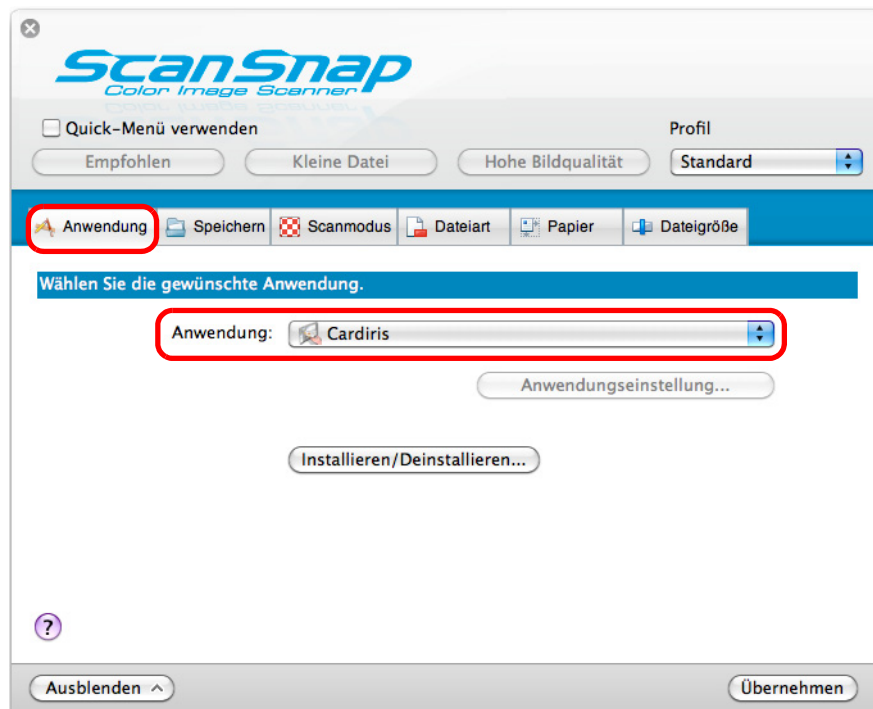 ScanSnap
Color Image Scanner
Quick-Menü verwenden
Profil
Empfohlen
Kleine Datei
Hohe Bildqualität
Standard
Anwendung
Speichern
Scanmodus
Dateiart
Papier
Dateigröße
Wählen Sie die gewünschte Anwendung.
Anwendung: Cardiris
Anwendungseinstellung...
Installieren/Deinstallieren...
?
Ausblenden
Übernehmen